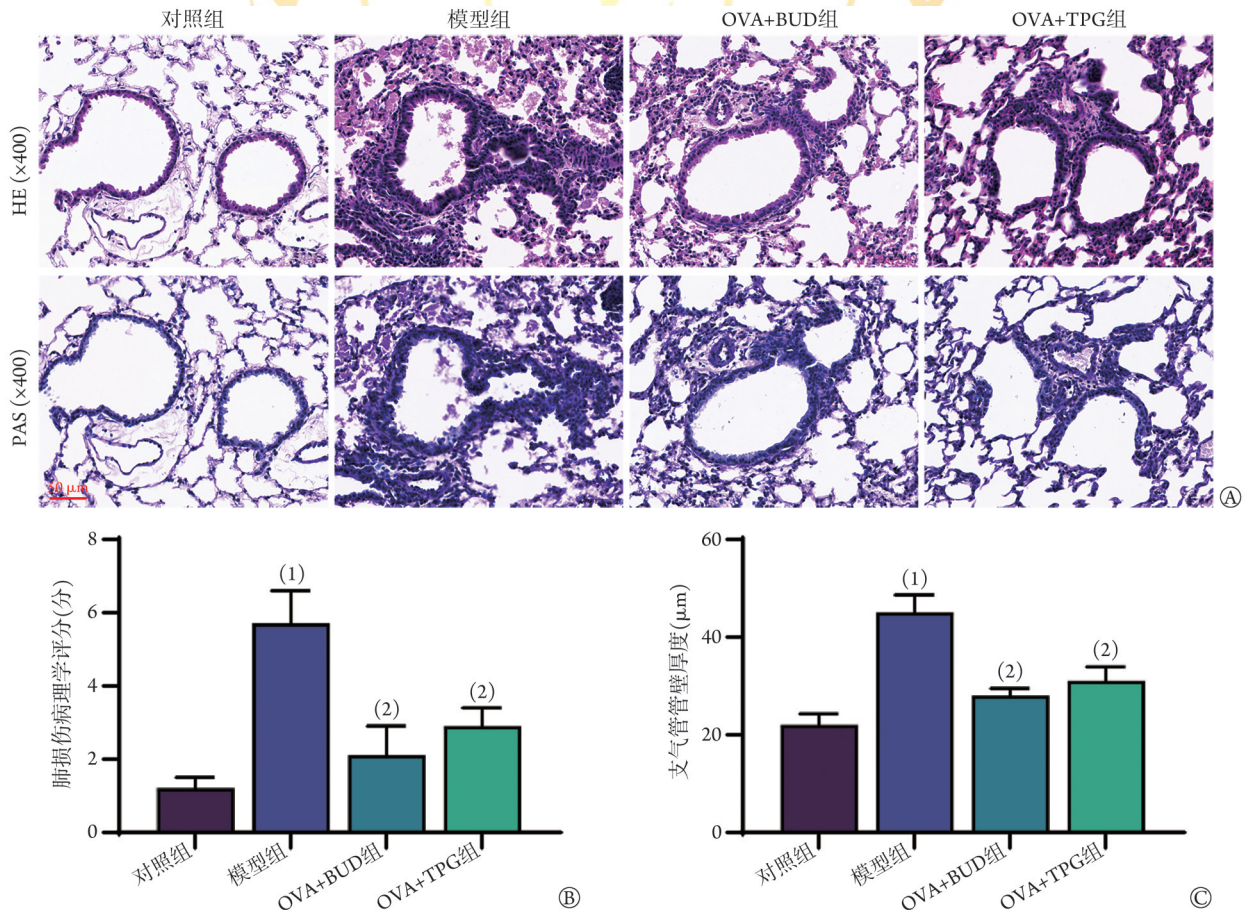 对照组
模型组
OVA+BUD组
OVA+TPG组
HE (×400)
PAS (×400)
50 μm
Ⓐ
8
6
4
2
0
肺损伤病理学评分(分)
(1)
(2)
(2)
对照组
模型组
OVA+BUD组
OVA+TPG组
Ⓑ
60
40
20
0
支气管管壁厚度(μm)
(1)
(2)
(2)
对照组
模型组
OVA+BUD组
OVA+TPG组
Ⓒ